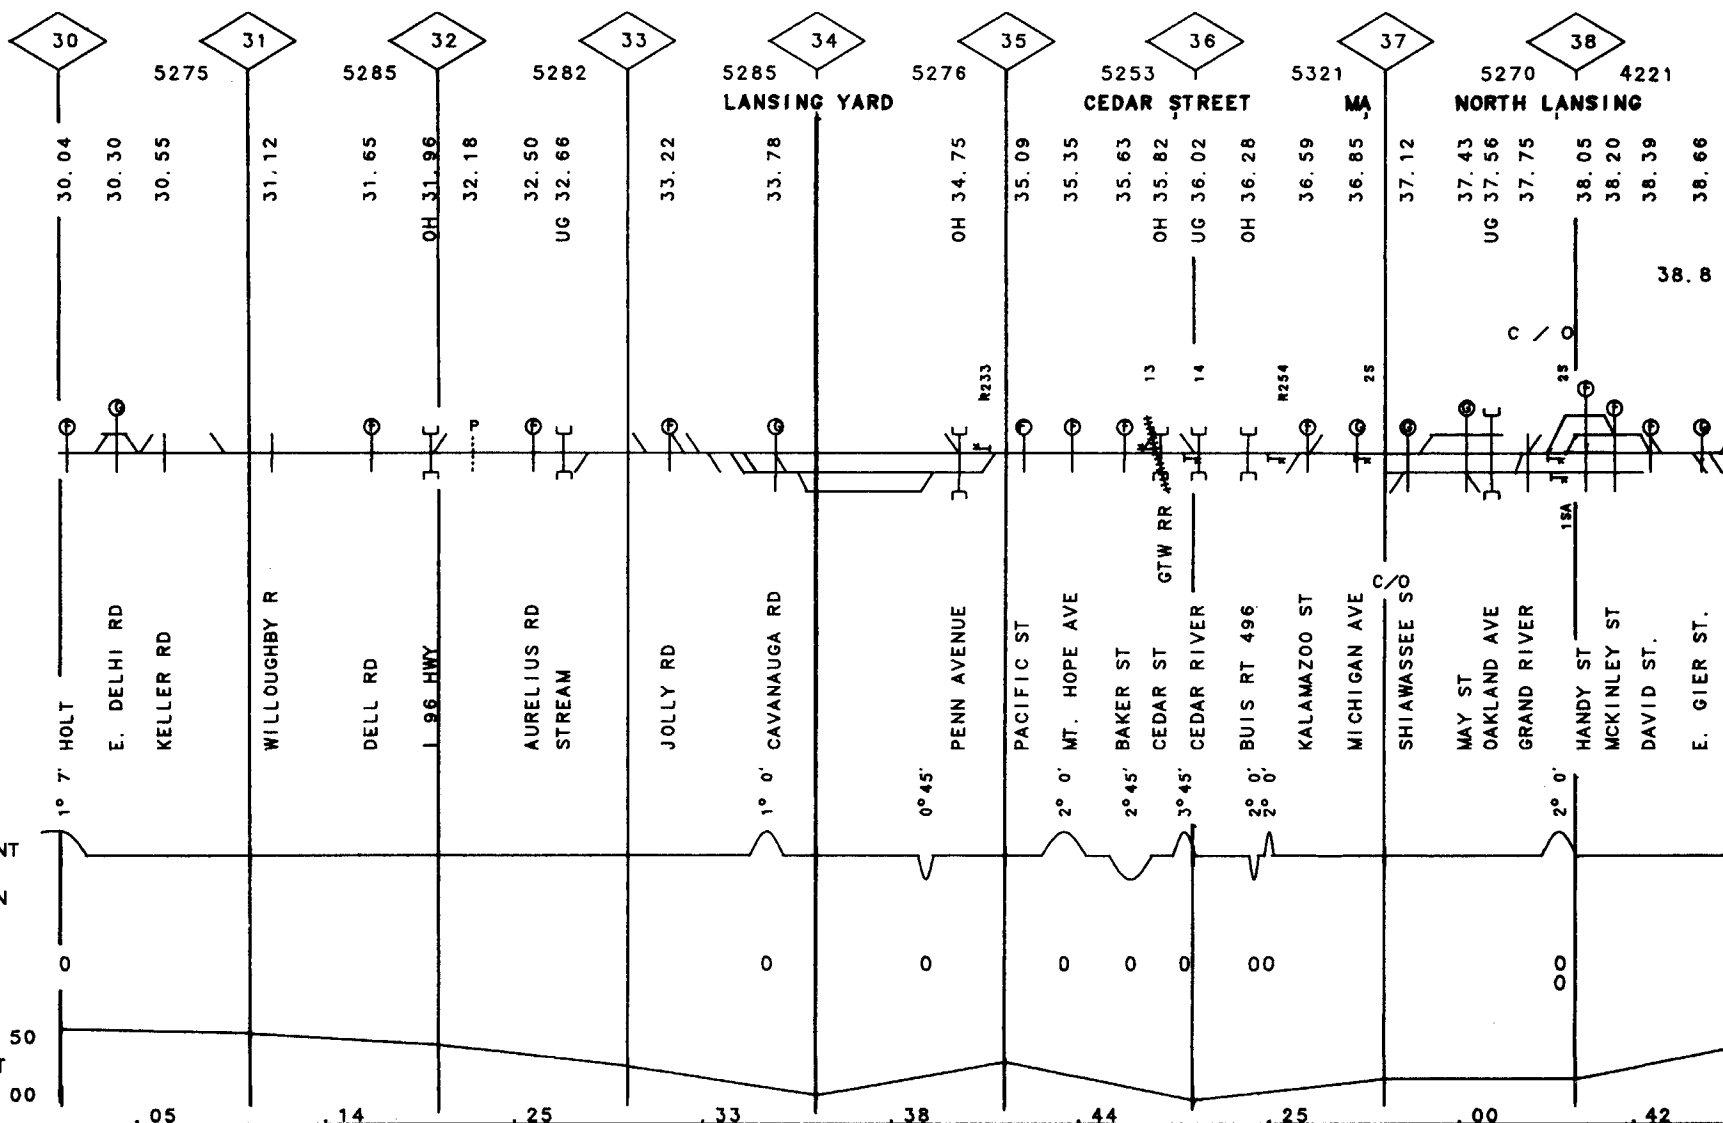 30 31 32 33 34 35 36 37 38
5275 5285 5282 5285 5276 5253 5321 5270 4221
LANSING YARD CEDAR STREET MA NORTH LANSING
30.04
30.30
30.55
31.12
31.65
OH 31.96
32.18
32.50
UG 32.66
33.22
33.78
OH 34.75
35.09
35.35
35.63
OH 35.82
UG 36.02
OH 36.28
36.59
36.85
37.12
37.43
UG 37.56
37.75
38.05
38.20
38.39
38.66
38.8
C / O
R233 13 14 R254 2S 2S
F G F P F F G F F F F G G G F F F G
GTW RR
1SA
C/O
HOLT
E. DELHI RD
KELLER RD
WILLOUGHBY R
DELL RD
I 96 HWY
AURELIUS RD
STREAM
JOLLY RD
CAVANAUGA RD
PENN AVENUE
PACIFIC ST
MT. HOPE AVE
BAKER ST
CEDAR ST
CEDAR RIVER
BUIS RT 496
KALAMAZOO ST
MICHIGAN AVE
SHIAWASSEE S
MAY ST
OAKLAND AVE
GRAND RIVER
HANDY ST
MCKINLEY ST
DAVID ST.
E. GIER ST.
1° 7'
1° 0'
0°45'
2° 0'
2°45'
3°45'
2° 0'
2° 0'
2° 0'
NT
N
0 0 0 0 0 0 00 0
0
50
T
00
.05 .14 .25 .33 .38 .44 .25 .00 .42